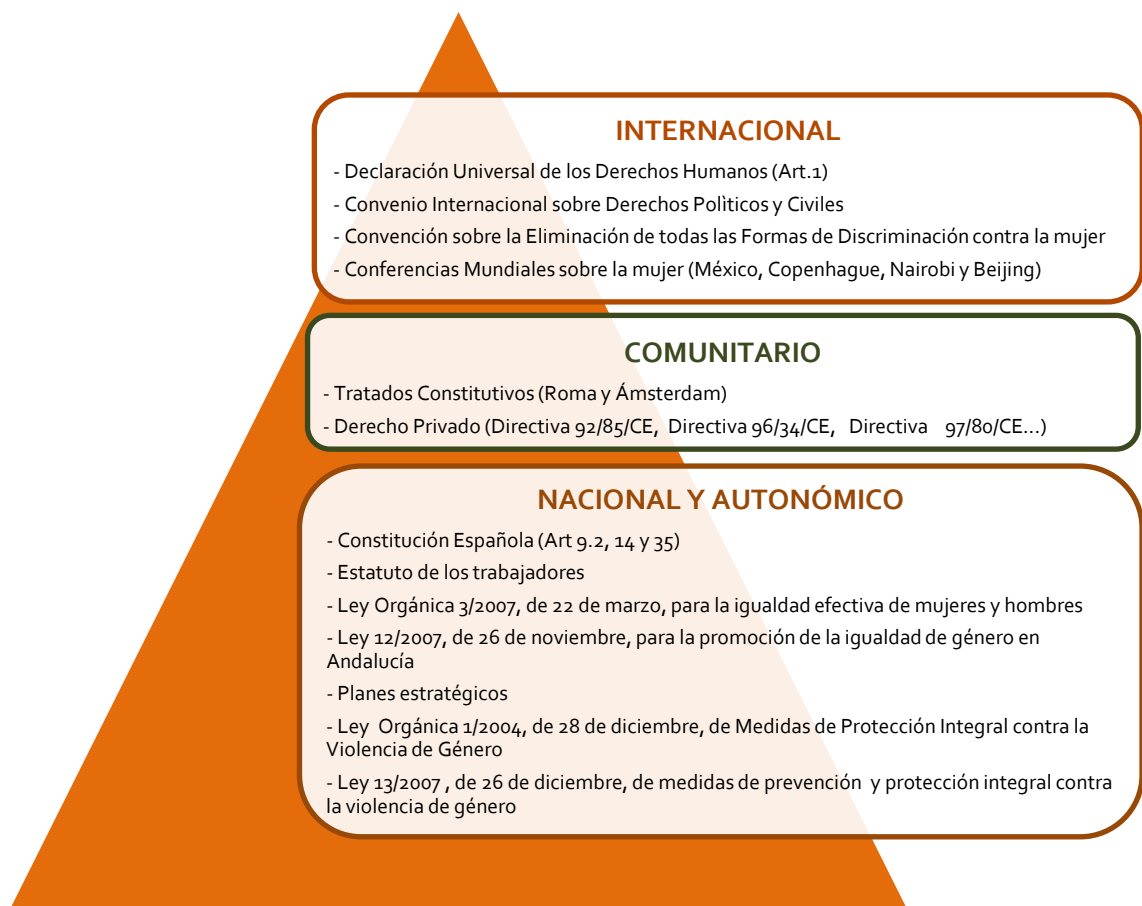 INTERNACIONAL
- Declaración Universal de los Derechos Humanos (Art.1)
- Convenio Internacional sobre Derechos Polìticos y Civiles
- Convención sobre la Eliminación de todas las Formas de Discriminación contra la mujer
- Conferencias Mundiales sobre la mujer (México, Copenhague, Nairobi y Beijing)
COMUNITARIO
- Tratados Constitutivos (Roma y Ámsterdam)
- Derecho Privado (Directiva 92/85/CE, Directiva 96/34/CE, Directiva 97/80/CE...)
NACIONAL Y AUTONÓMICO
- Constitución Española (Art 9.2, 14 y 35)
- Estatuto de los trabajadores
- Ley Orgánica 3/2007, de 22 de marzo, para la igualdad efectiva de mujeres y hombres
- Ley 12/2007, de 26 de noviembre, para la promoción de la igualdad de género en
Andalucía
- Planes estratégicos
- Ley Orgánica 1/2004, de 28 de diciembre, de Medidas de Protección Integral contra la
Violencia de Género
- Ley 13/2007 , de 26 de diciembre, de medidas de prevención y protección integral contra
la violencia de género